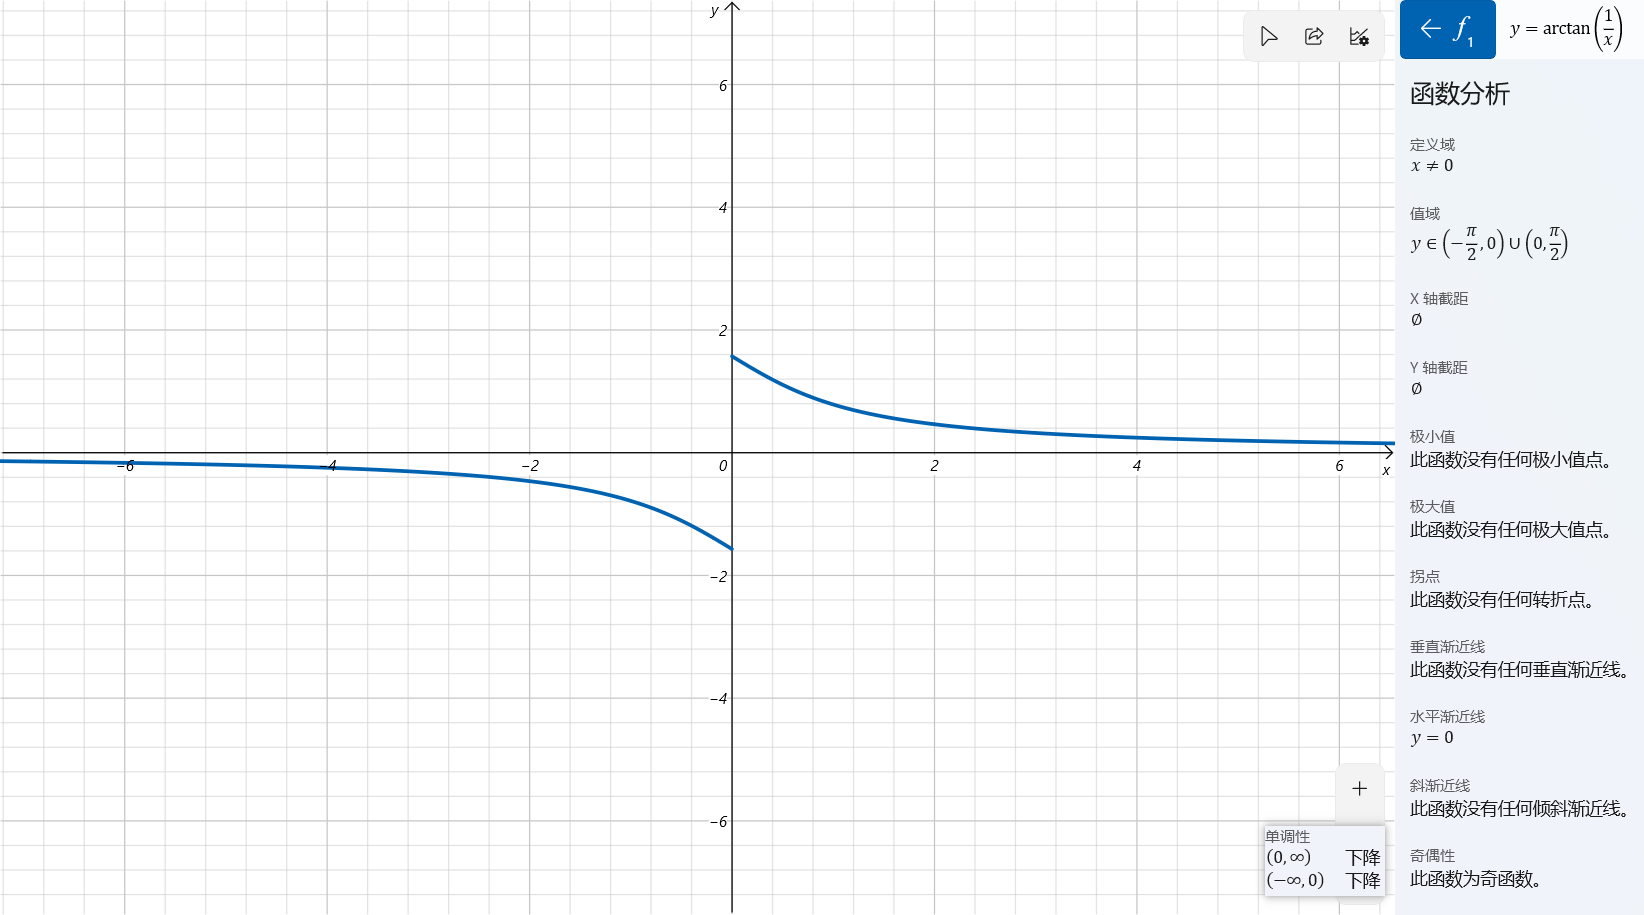 y
6
4
2
−6
−4
−2
0
2
4
6
x
−2
−4
−6
+
单调性
(0, ∞) 下降
(−∞, 0) 下降
← f₁ y = arctan(1/x)
函数分析
定义域
x ≠ 0
值域
y ∈ (−π/2, 0) ∪ (0, π/2)
X 轴截距
∅
Y 轴截距
∅
极小值
此函数没有任何极小值点。
极大值
此函数没有任何极大值点。
拐点
此函数没有任何转折点。
垂直渐近线
此函数没有任何垂直渐近线。
水平渐近线
y = 0
斜渐近线
此函数没有任何倾斜渐近线。
奇偶性
此函数为奇函数。